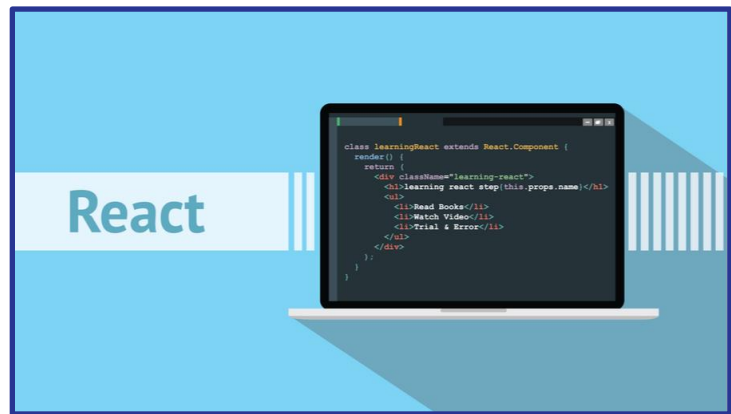 React
class learningReact extends React.Component {
render() {
return {
<div className="learning-react">
<h1>learning react step{this.props.name}</h1>
<ul>
<li>Read Books</li>
<li>Watch Video</li>
<li>Trial & Error</li>
</ul>
</div>
};
}
}